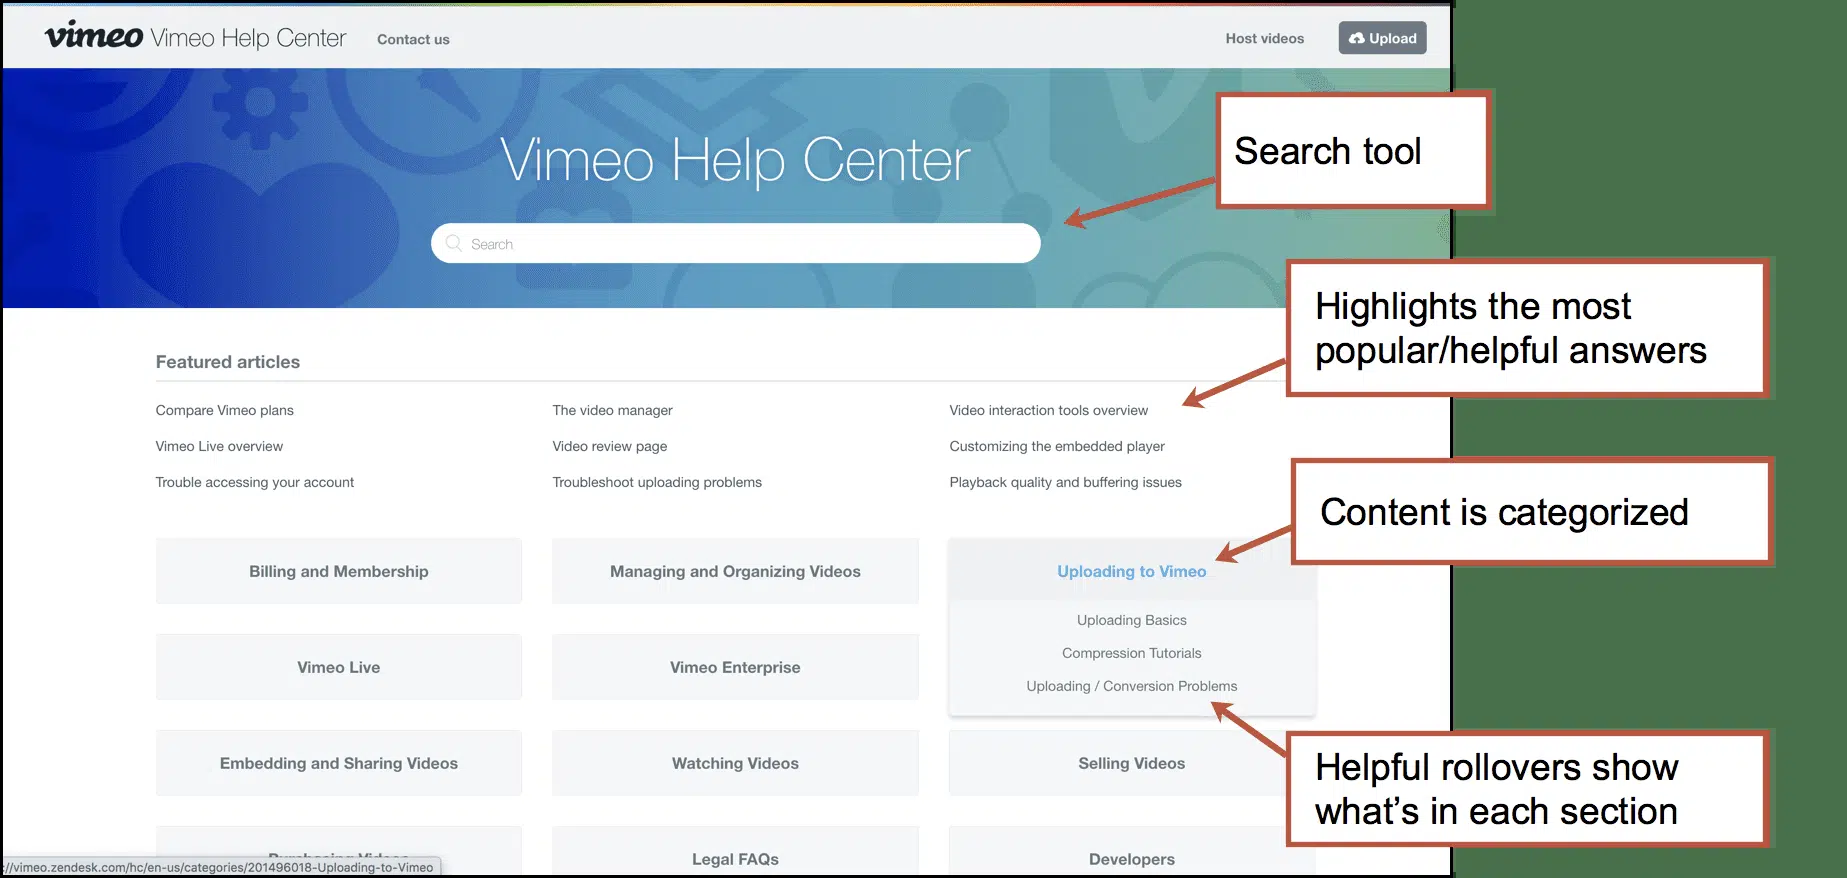 vimeo Vimeo Help Center Contact us Host videos Upload
Vimeo Help Center
Search
Search tool
Highlights the most
popular/helpful answers
Featured articles
Compare Vimeo plans The video manager Video interaction tools overview
Vimeo Live overview Video review page Customizing the embedded player
Trouble accessing your account Troubleshoot uploading problems Playback quality and buffering issues
Content is categorized
Billing and Membership Managing and Organizing Videos Uploading to Vimeo
Uploading Basics
Compression Tutorials
Uploading / Conversion Problems
Vimeo Live Vimeo Enterprise
Helpful rollovers show
what's in each section
Embedding and Sharing Videos Watching Videos Selling Videos
Purchasing Videos Legal FAQs Developers
://vimeo.zendesk.com/hc/en-us/categories/201496018-Uploading-to-Vimeo